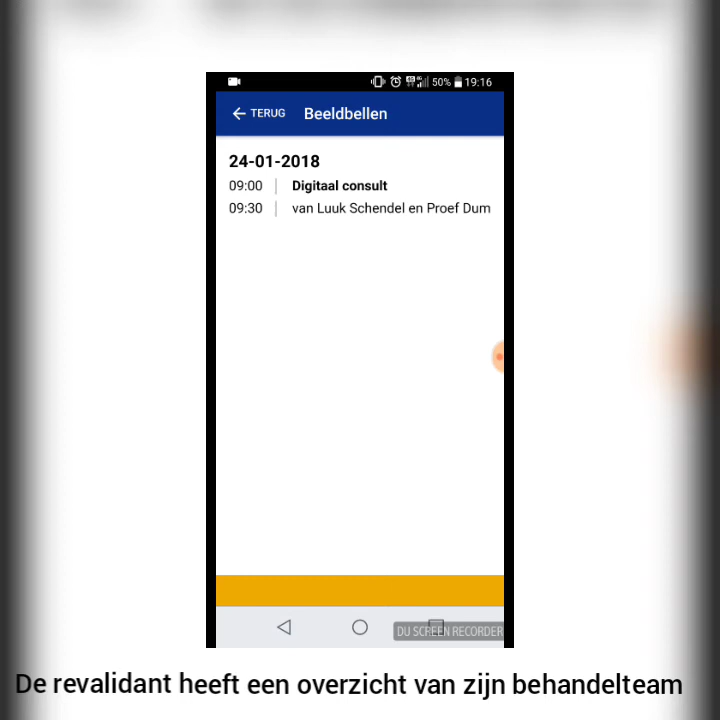 50% 19:16
TERUG Beeldbellen
24-01-2018
09:00 Digitaal consult
09:30 van Luuk Schendel en Proef Dum
DU SCREEN RECORDER
De revalidant heeft een overzicht van zijn behandelteam